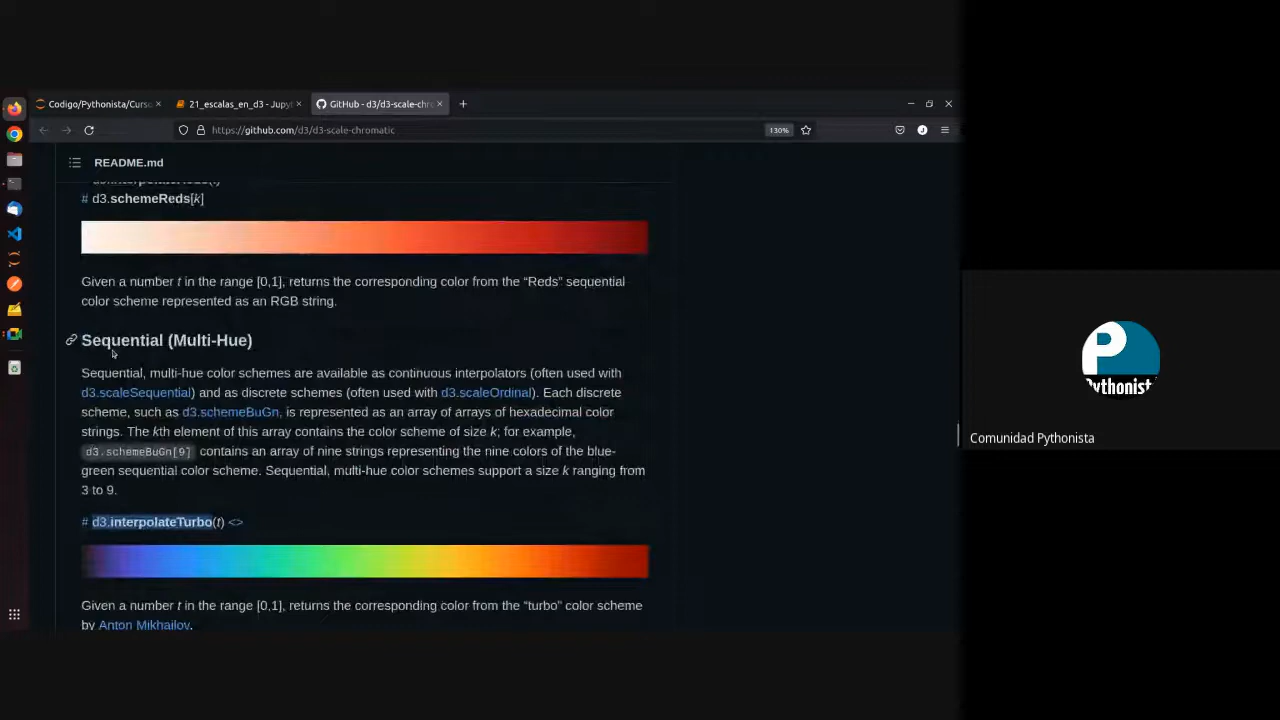 Codigo/Pythonista/Curso
21_escalas_en_d3 - Jupyt
GitHub - d3/d3-scale-chr
https://github.com/d3/d3-scale-chromatic
130%
README.md
# d3.schemeReds[k]
Given a number t in the range [0,1], returns the corresponding color from the “Reds” sequential
color scheme represented as an RGB string.
Sequential (Multi-Hue)
Sequential, multi-hue color schemes are available as continuous interpolators (often used with
d3.scaleSequential) and as discrete schemes (often used with d3.scaleOrdinal). Each discrete
scheme, such as d3.schemeBuGn, is represented as an array of arrays of hexadecimal color
strings. The kth element of this array contains the color scheme of size k; for example,
d3.schemeBuGn[9] contains an array of nine strings representing the nine colors of the blue-
green sequential color scheme. Sequential, multi-hue color schemes support a size k ranging from
3 to 9.
# d3.interpolateTurbo(t) <>
Given a number t in the range [0,1], returns the corresponding color from the “turbo” color scheme
by Anton Mikhailov.
Pythonist
Comunidad Pythonista